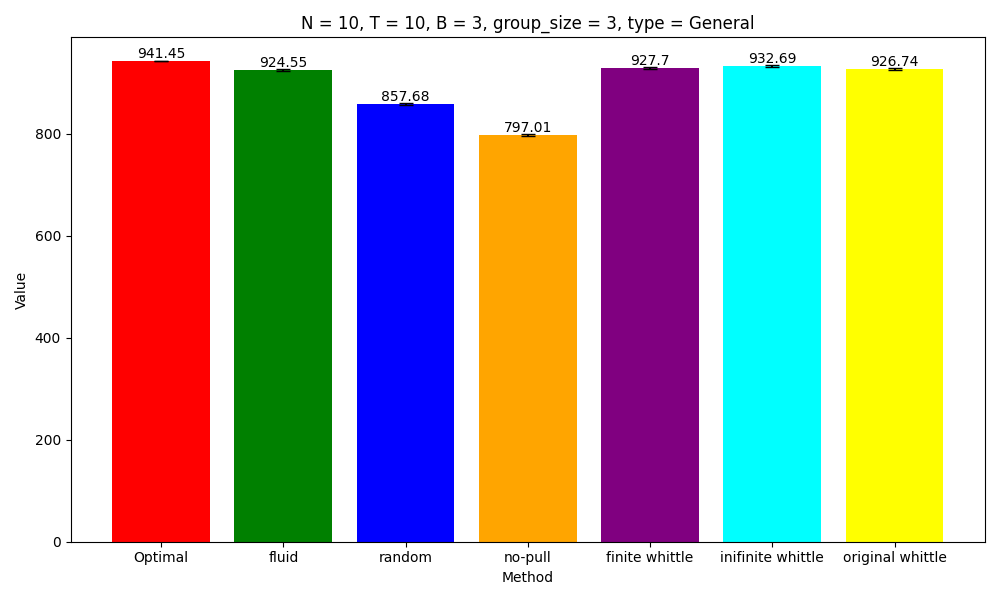 N = 10, T = 10, B = 3, group_size = 3, type = General
941.45
924.55
857.68
797.01
927.7
932.69
926.74
Value
800
600
400
200
0
Optimal
fluid
random
no-pull
finite whittle
inifinite whittle
original whittle
Method